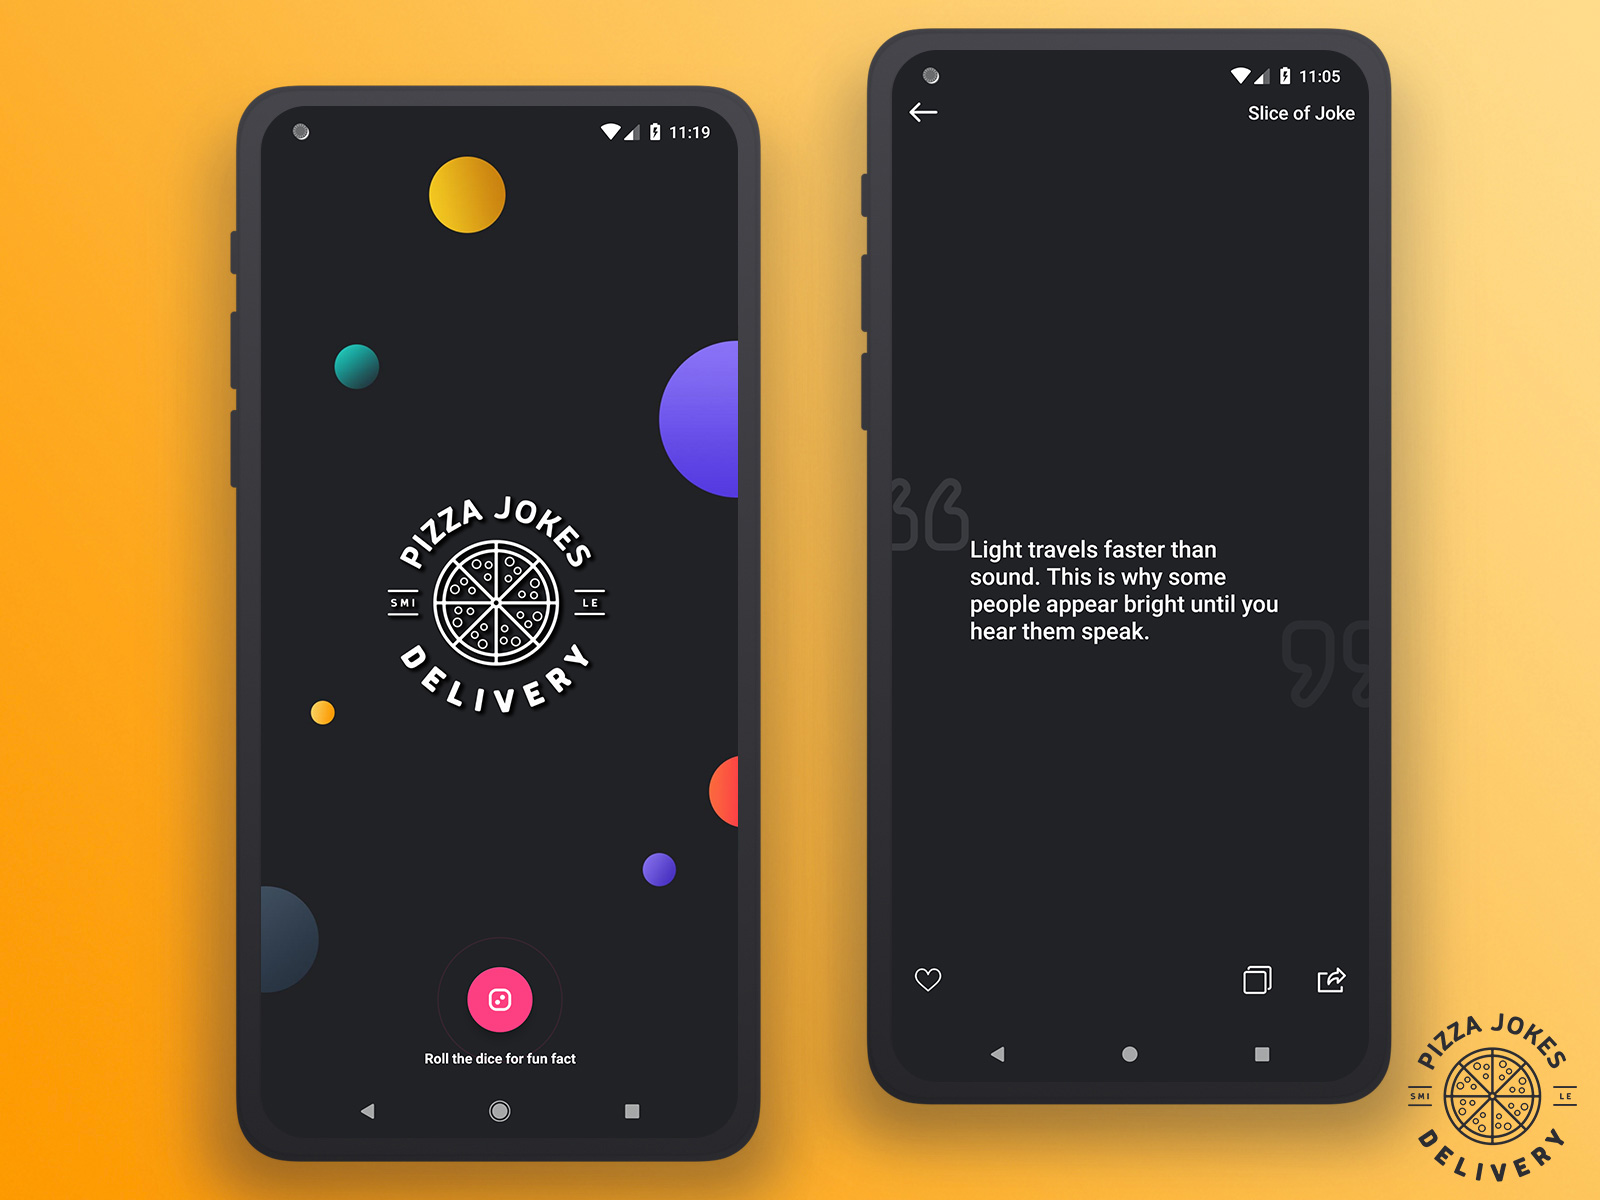 11:19
PIZZA JOKES
SMI LE
DELIVERY
Roll the dice for fun fact
11:05
Slice of Joke
Light travels faster than
sound. This is why some
people appear bright until you
hear them speak.
PIZZA JOKES
SMI LE
DELIVERY